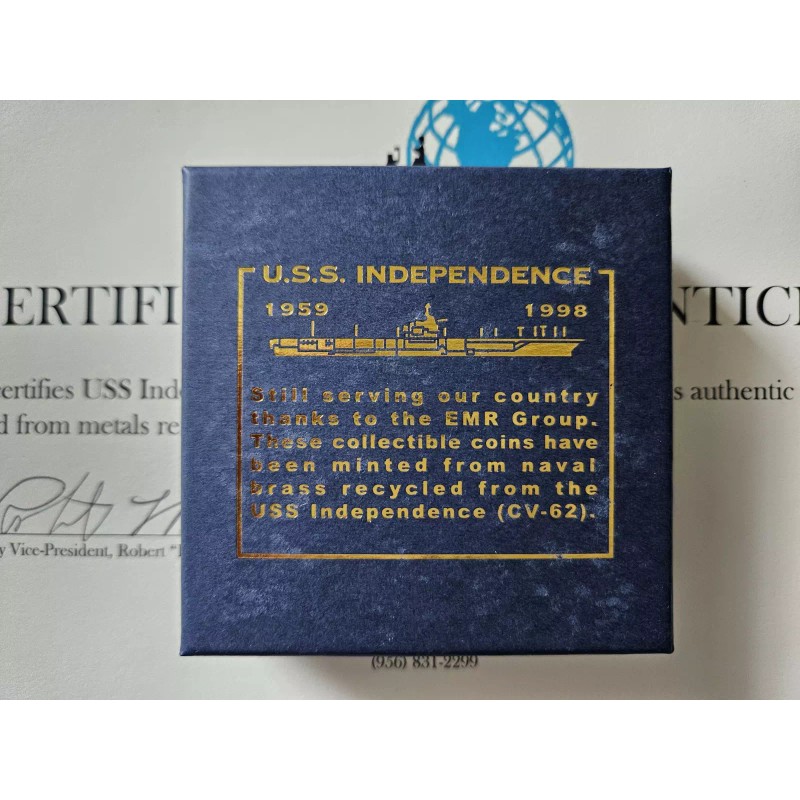 U.S.S. INDEPENDENCE
1959 1998
Still serving our country
thanks to the EMR Group.
These collectible coins have
been minted from naval
brass recycled from the
USS Independence (CV-62).
ERTIFI NTIC
ertifies USS Ind s authentic
d from metals re
Vice-President, Robert
(956) 831-2299